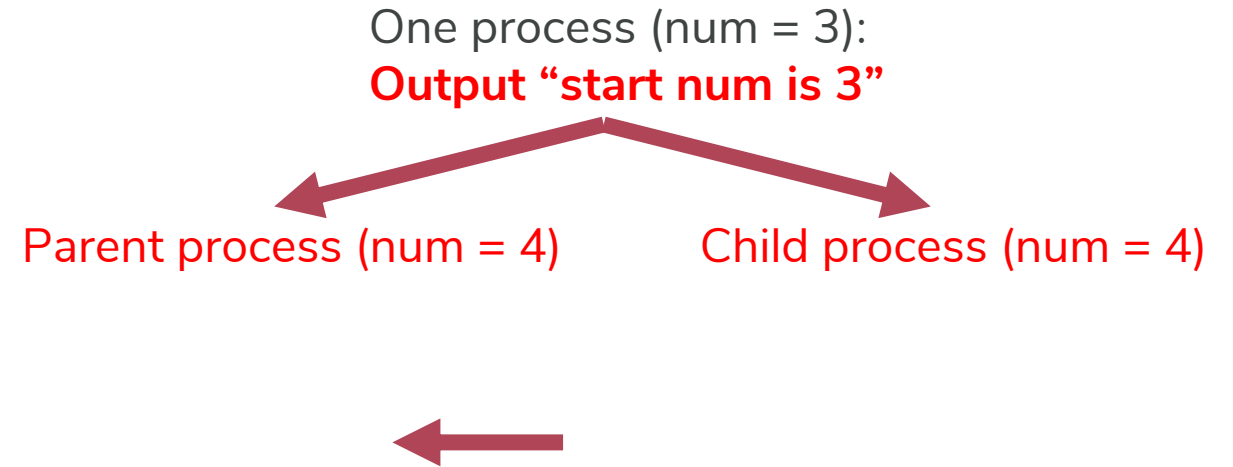 One process (num = 3):
Output “start num is 3”
Parent process (num = 4)
Child process (num = 4)